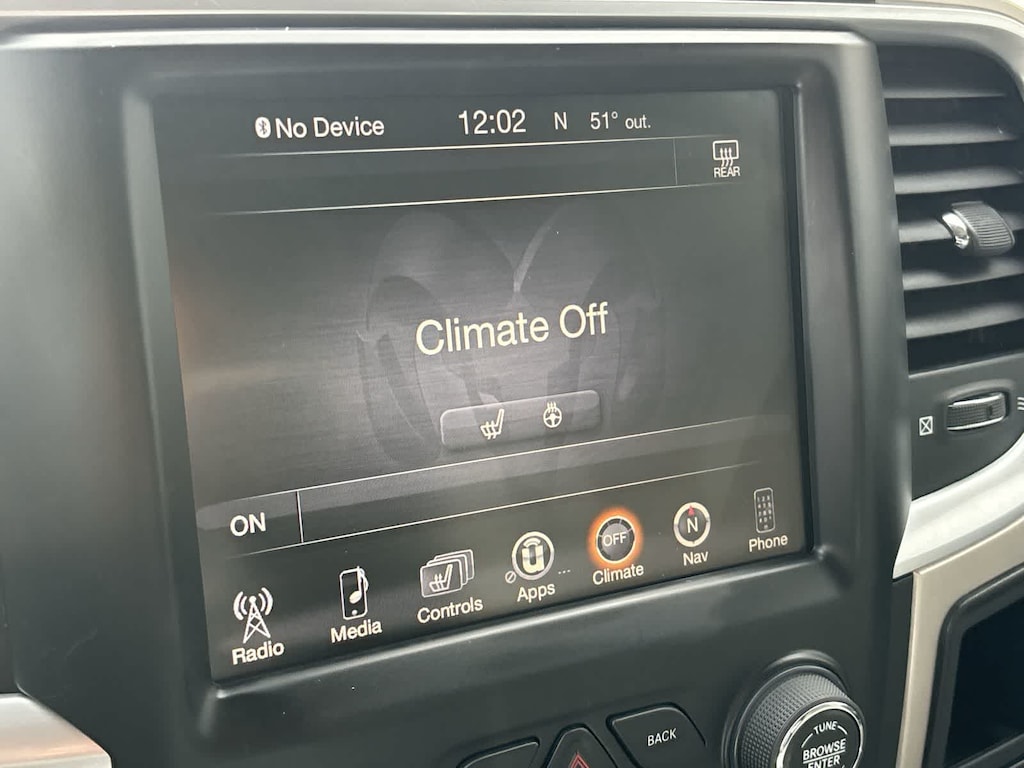 No Device 12:02 N 51° out.
REAR
Climate Off
ON
OFF
N
Radio Media Controls Apps Climate Nav Phone
BACK
TUNE
BROWSE
ENTER